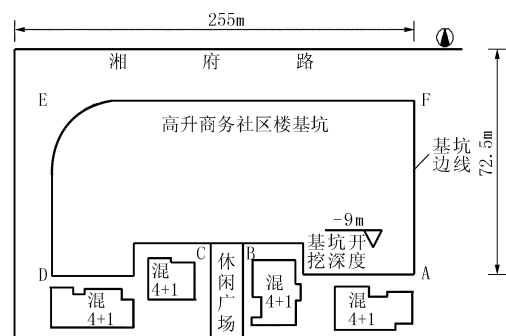 255m
湘 府 路
E
F
高升商务社区楼基坑
基坑
边线
72.5m
-9m
基坑开
挖深度
C
B
休
闲
广
场
D
A
混
4+1
混
4+1
混
4+1
混
4+1